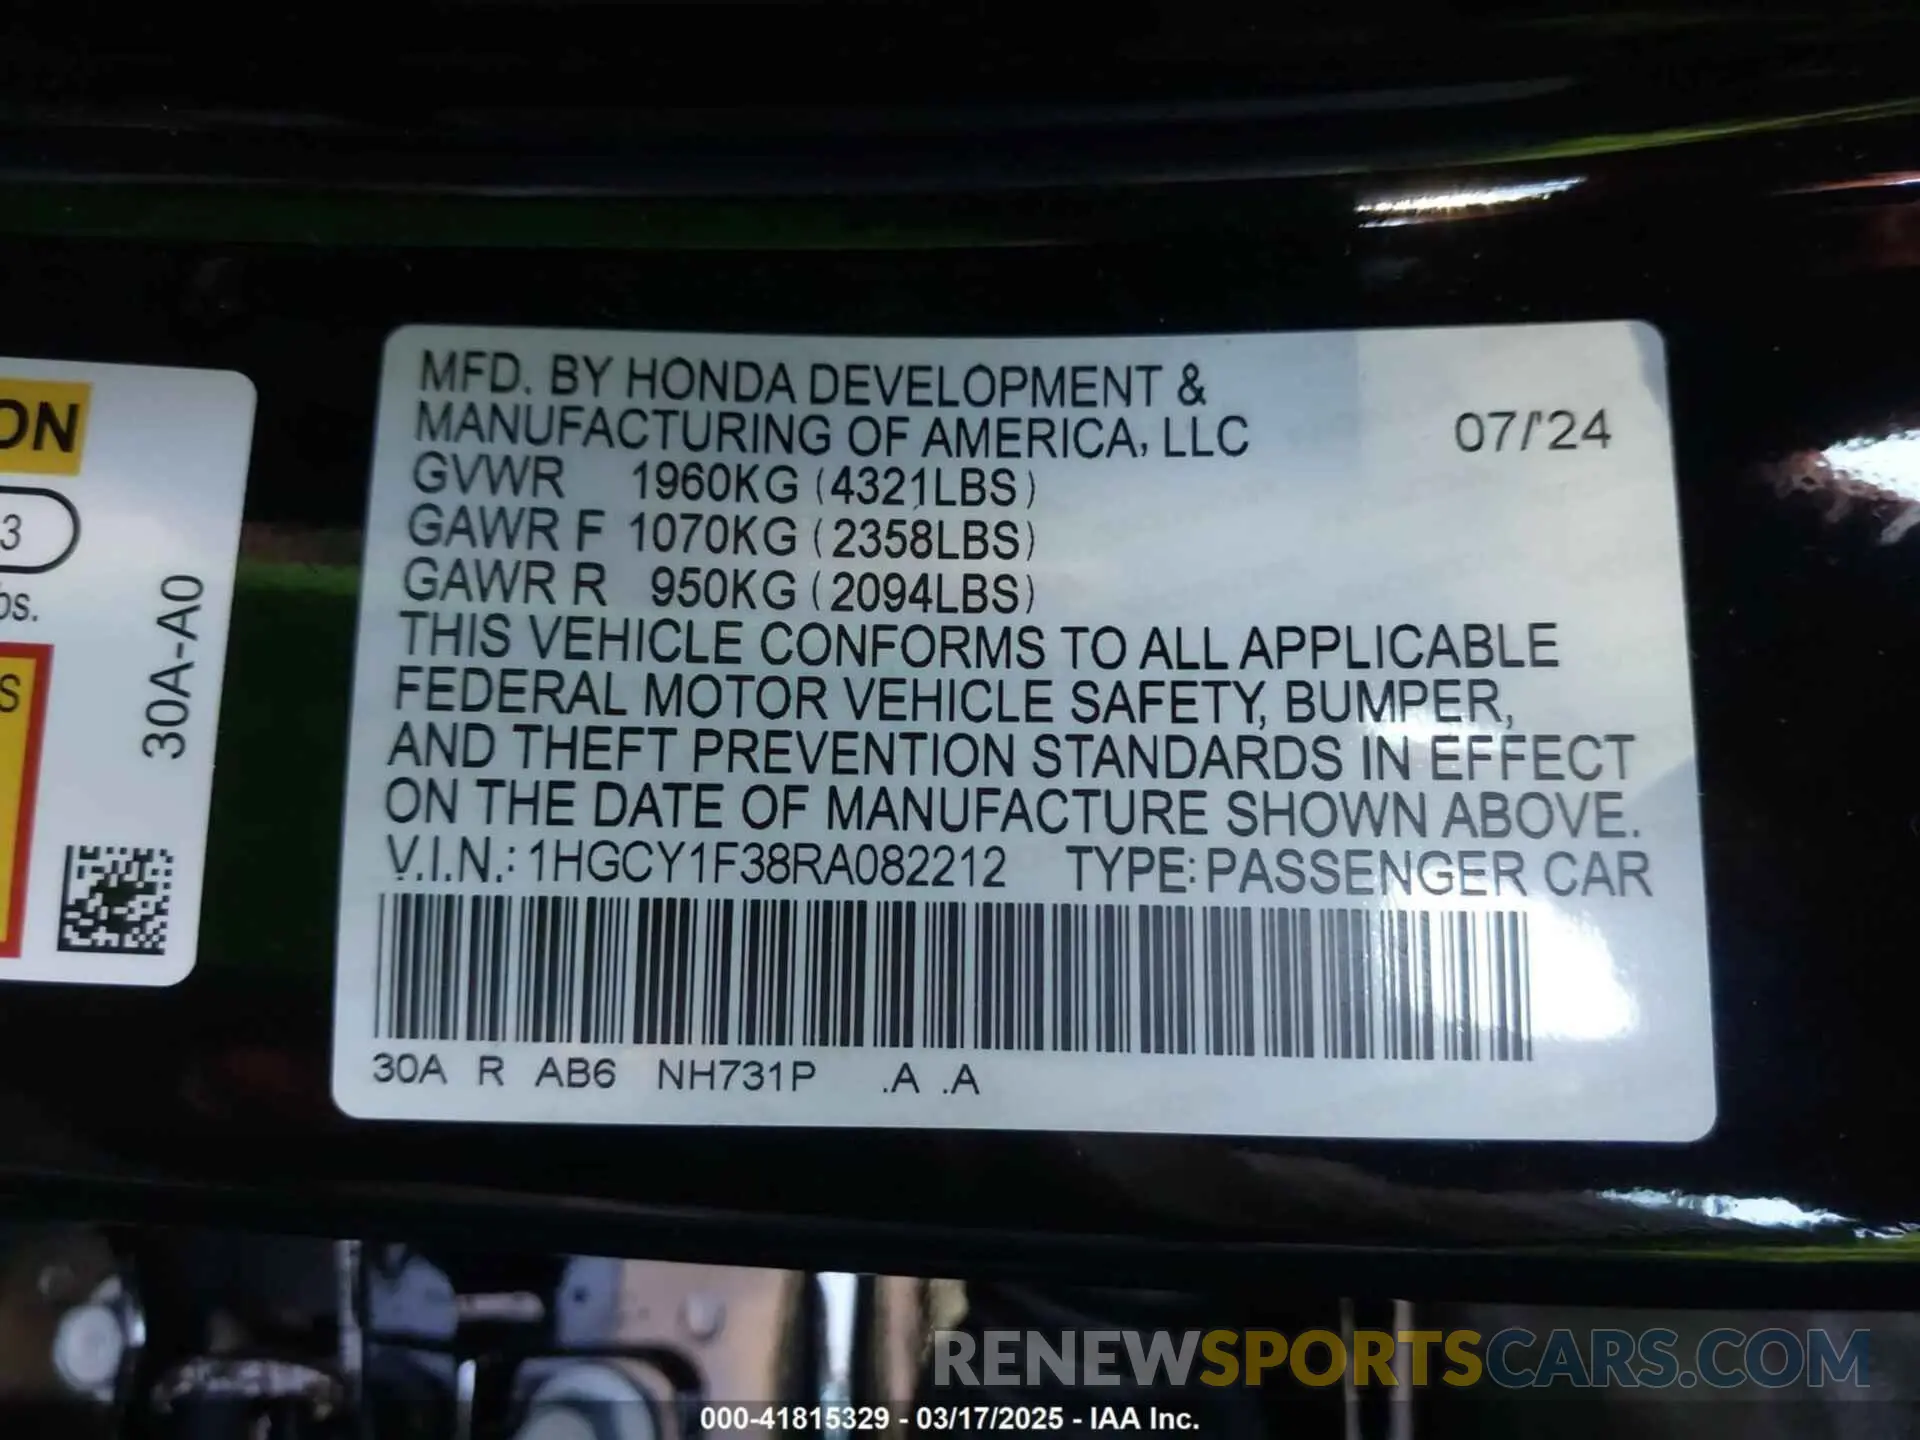 MFD. BY HONDA DEVELOPMENT &
MANUFACTURING OF AMERICA, LLC 07/'24
GVWR 1960KG (4321LBS)
GAWR F 1070KG (2358LBS)
GAWR R 950KG (2094LBS)
THIS VEHICLE CONFORMS TO ALL APPLICABLE
FEDERAL MOTOR VEHICLE SAFETY, BUMPER,
AND THEFT PREVENTION STANDARDS IN EFFECT
ON THE DATE OF MANUFACTURE SHOWN ABOVE.
V.I.N.: 1HGCY1F38RA082212 TYPE: PASSENGER CAR
30A R AB6 NH731P .A .A
ON
3
os.
S
30A-A0
RENEWSPORTSCARS.COM
000-41815329 - 03/17/2025 - IAA Inc.